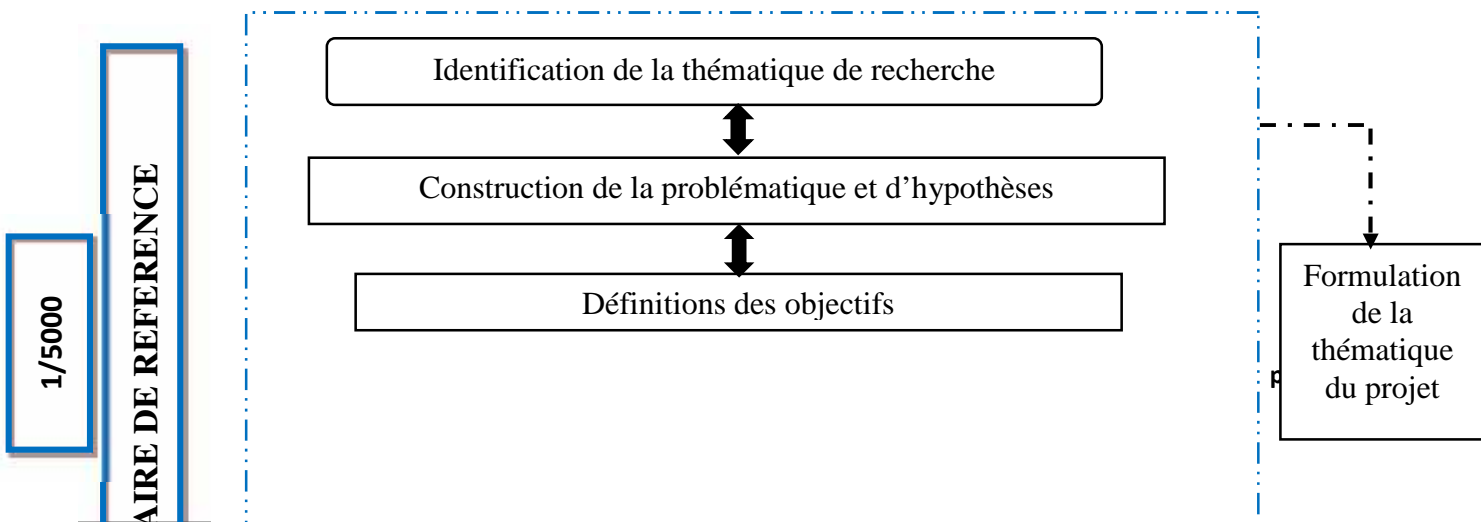 Identification de la thématique de recherche
Construction de la problématique et d’hypothèses
Définitions des objectifs
Formulation
de la
thématique
du projet
1/5000
AIRE DE REFERENCE